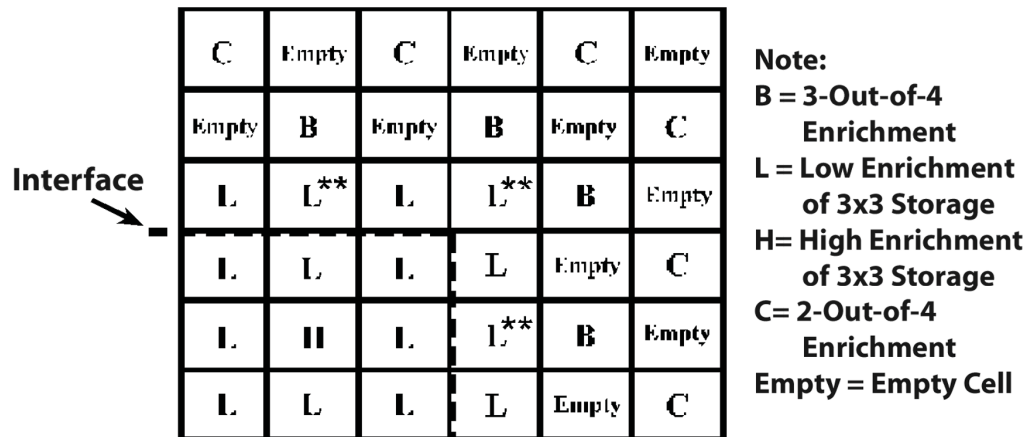 C Empty C Empty C Empty
Empty B Empty B Empty C
L L** L L** B Empty
L L L L Empty C
L H L L** B Empty
L L L L Empty C
Interface
Note:
B = 3-Out-of-4
Enrichment
L = Low Enrichment
of 3x3 Storage
H= High Enrichment
of 3x3 Storage
C= 2-Out-of-4
Enrichment
Empty = Empty Cell